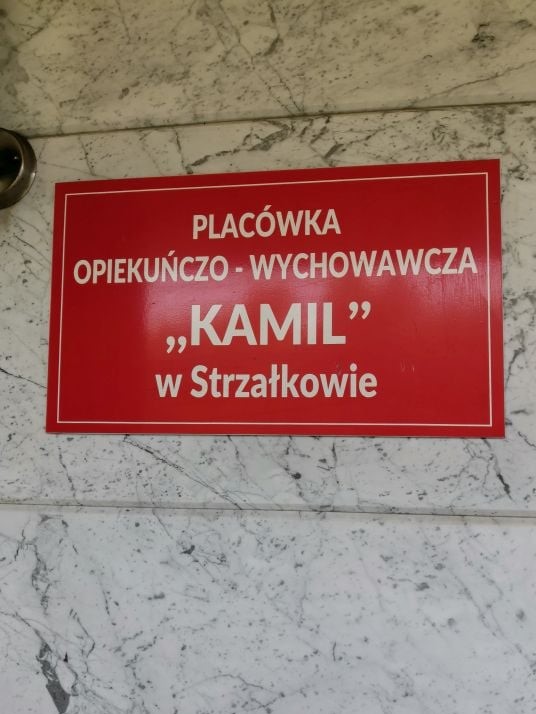 PLACÓWKA
OPIEKUŃCZO - WYCHOWAWCZA
„KAMIL”
w Strzałkowie